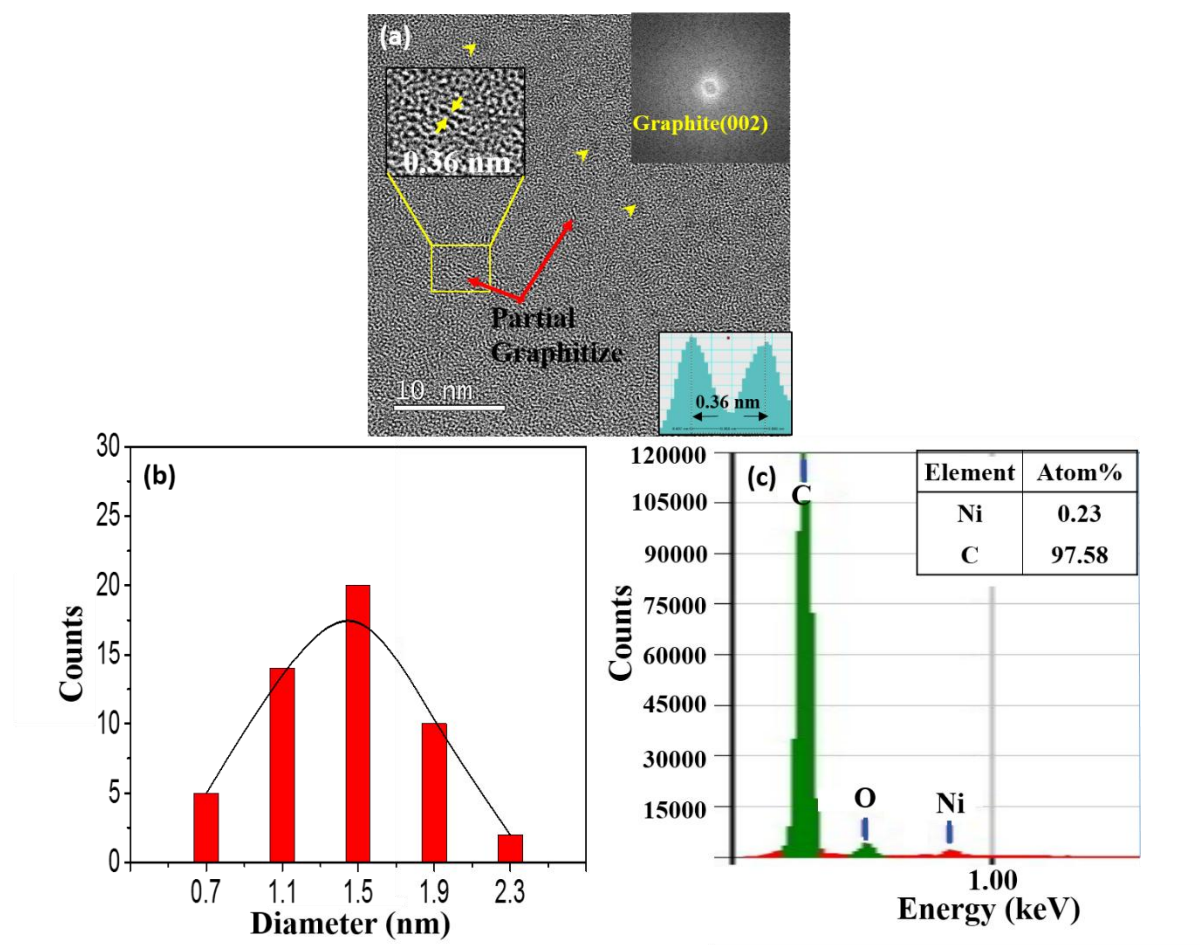 (a)
Graphite(002)
0.36 nm
Partial
Graphitize
10 nm
0.36 nm
(b)
30
25
20
15
10
5
0
Counts
0.7 1.1 1.5 1.9 2.3
Diameter (nm)
(c)
120000
105000
90000
75000
60000
45000
30000
15000
Counts
Element Atom%
Ni 0.23
C 97.58
C
O
Ni
1.00
Energy (keV)